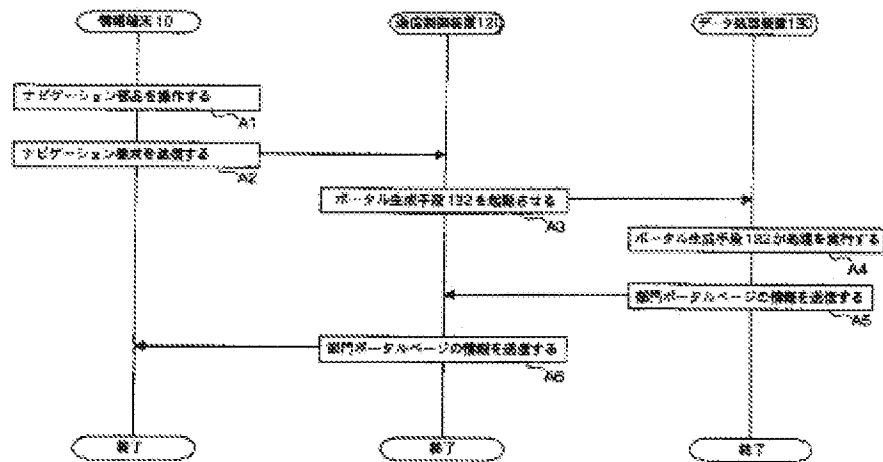 情報端末10
通信制御装置120
データ処理装置130
ナビゲーション部品を操作する
A1
ナビゲーション要求を送信する
A2
ポータル生成手段132を起動させる
A3
ポータル生成手段132が処理を実行する
A4
部門ポータルページの情報を送信する
A5
部門ポータルページの情報を送信する
A6
終了
終了
終了